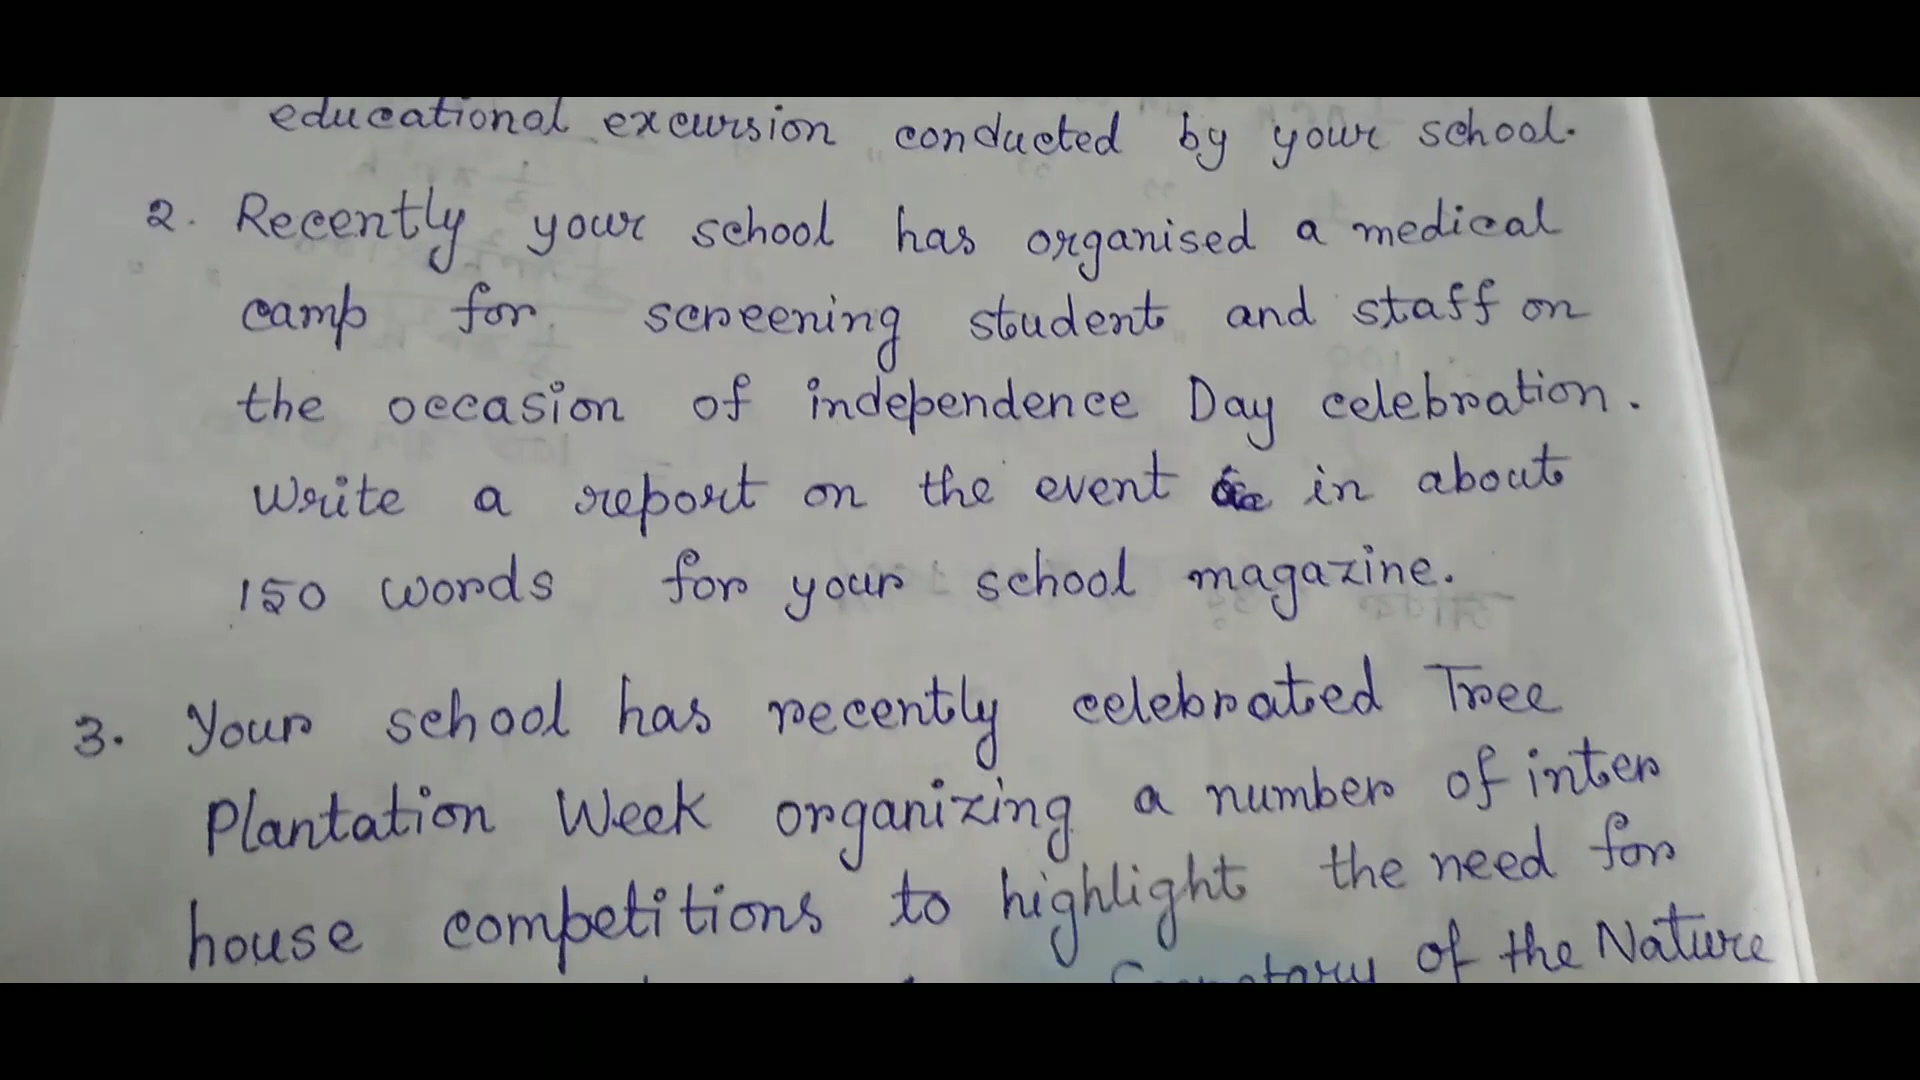 educational excursion conducted by your school.
2. Recently your school has organised a medical
camp for screening student and staff on
the occasion of independence Day celebration.
Write a report on the event in about
150 words for your school magazine.
3. Your school has recently celebrated Tree
Plantation Week organizing a number of inter
house competitions to highlight the need for
of the Nature